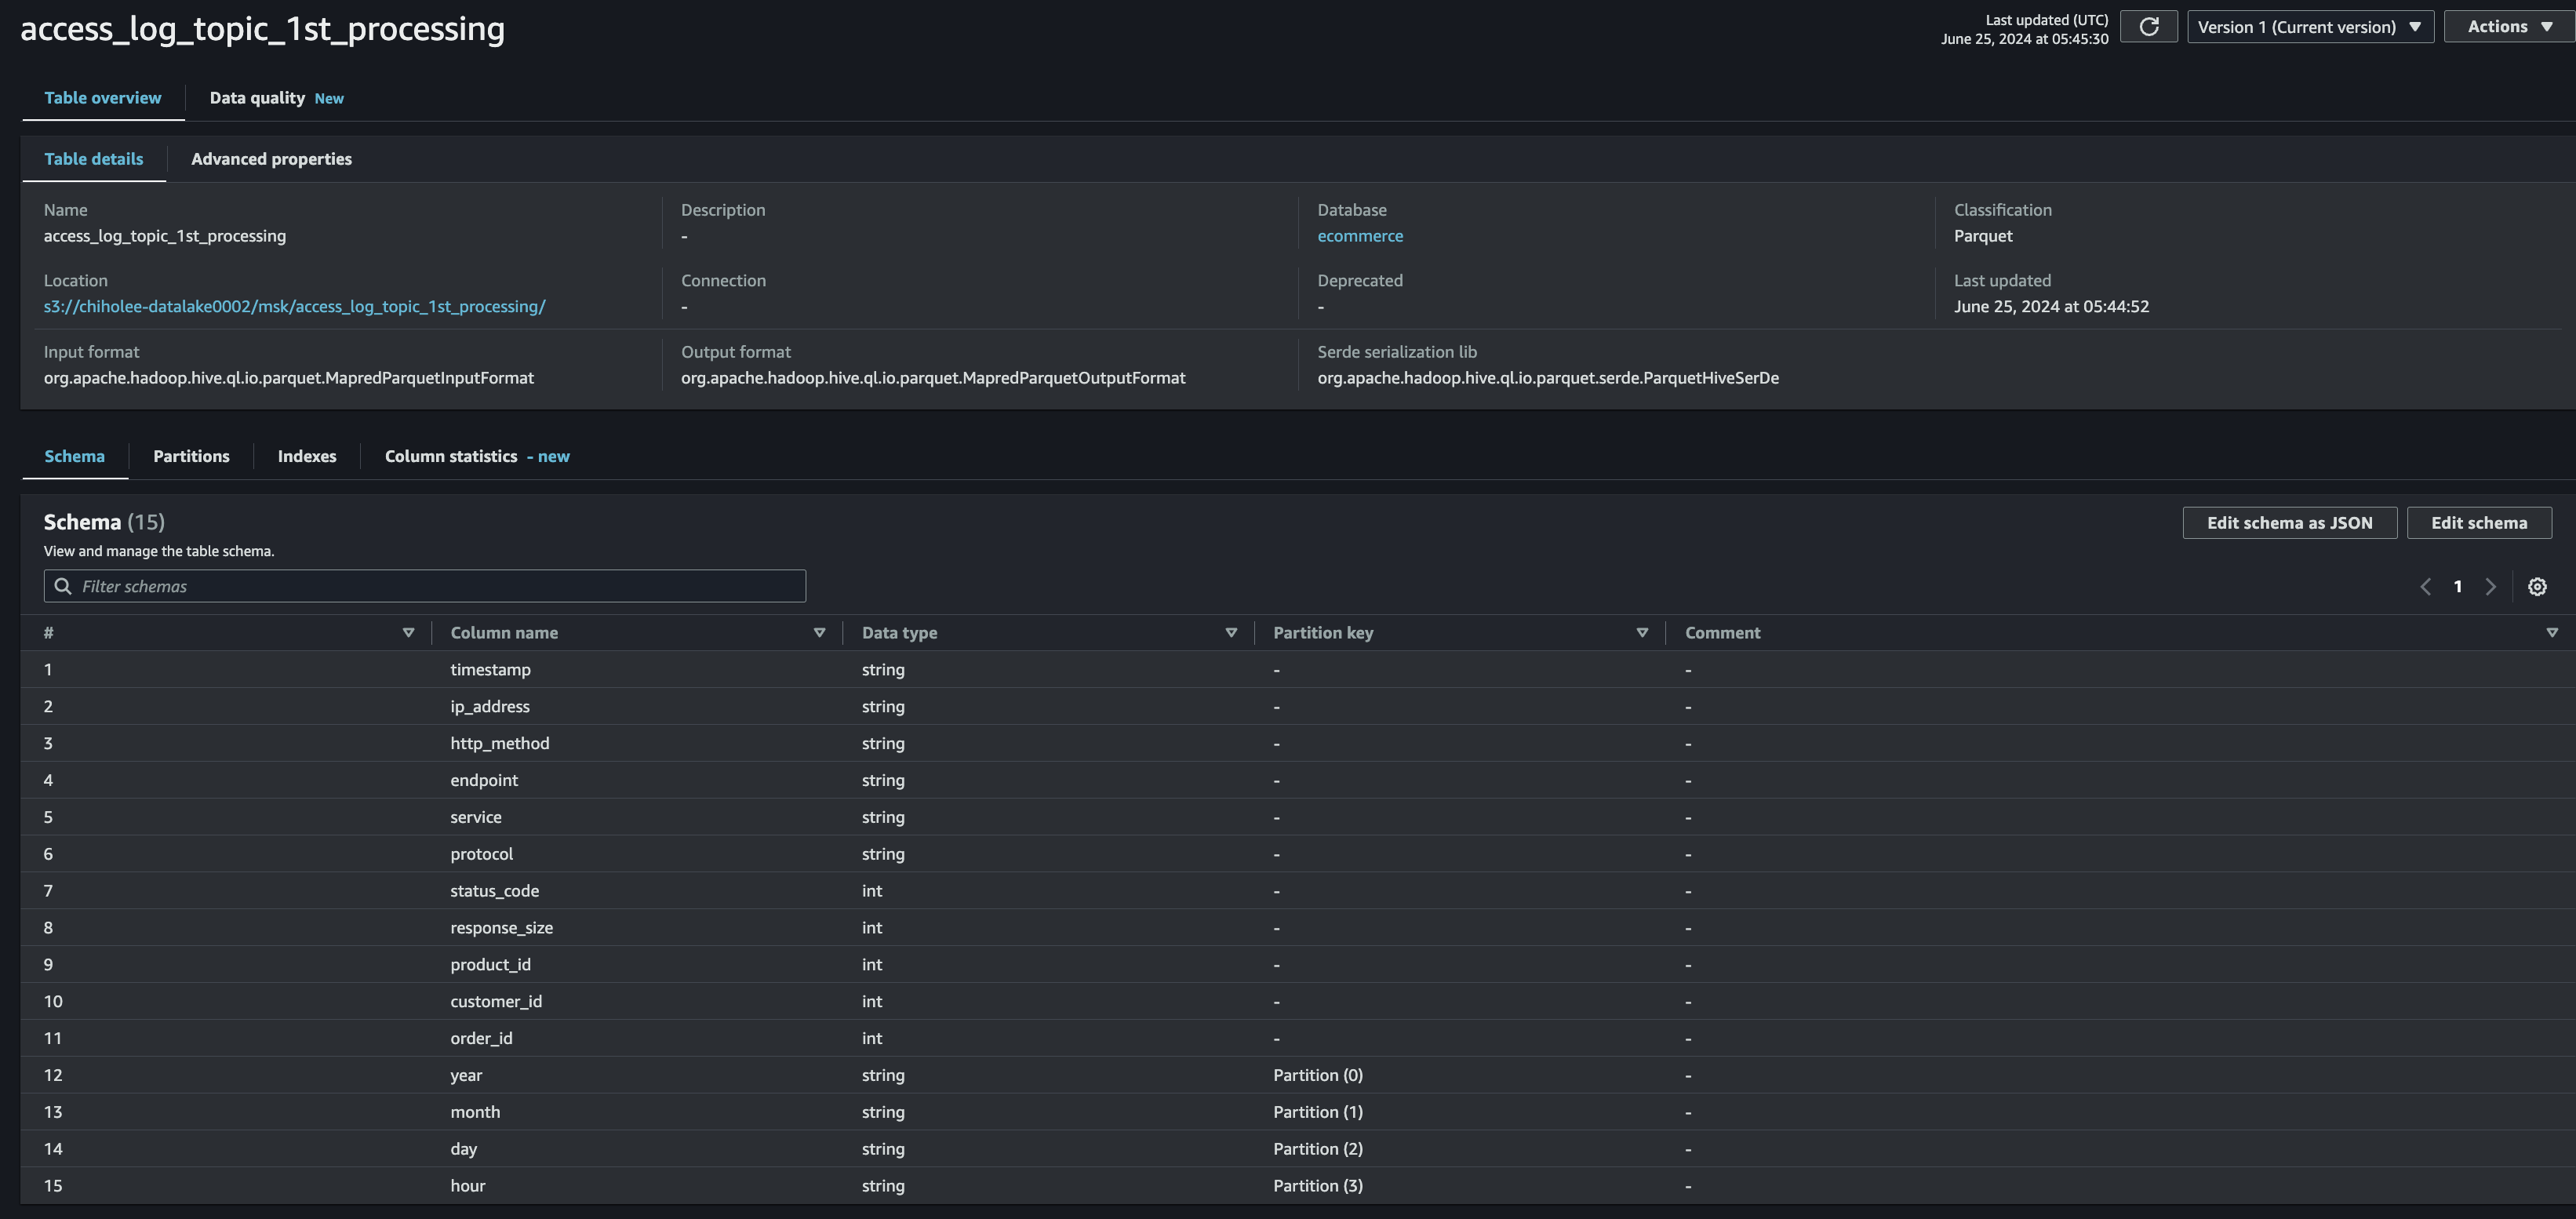 access_log_topic_1st_processing
Last updated (UTC)
June 25, 2024 at 05:45:30
Version 1 (Current version)
Actions
Table overview
Data quality New
Table details
Advanced properties
Name
access_log_topic_1st_processing
Description
-
Database
ecommerce
Classification
Parquet
Location
s3://chiholee-datalake0002/msk/access_log_topic_1st_processing/
Connection
-
Deprecated
-
Last updated
June 25, 2024 at 05:44:52
Input format
org.apache.hadoop.hive.ql.io.parquet.MapredParquetInputFormat
Output format
org.apache.hadoop.hive.ql.io.parquet.MapredParquetOutputFormat
Serde serialization lib
org.apache.hadoop.hive.ql.io.parquet.serde.ParquetHiveSerDe
Schema
Partitions
Indexes
Column statistics - new
Schema (15)
View and manage the table schema.
Edit schema as JSON
Edit schema
Filter schemas
1
# Column name Data type Partition key Comment
1 timestamp string - -
2 ip_address string - -
3 http_method string - -
4 endpoint string - -
5 service string - -
6 protocol string - -
7 status_code int - -
8 response_size int - -
9 product_id int - -
10 customer_id int - -
11 order_id int - -
12 year string Partition (0) -
13 month string Partition (1) -
14 day string Partition (2) -
15 hour string Partition (3) -